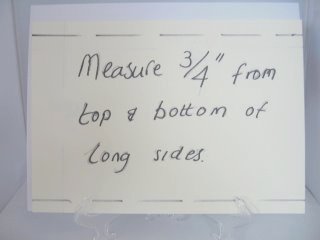 Measure 3/4" from
top & bottom of
long sides.